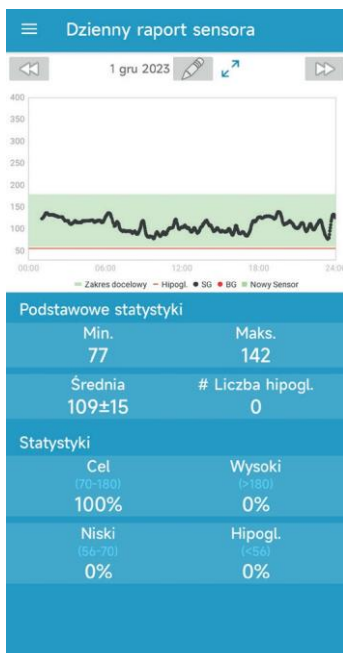 Dzienny raport sensora
1 gru 2023
400
350
300
250
200
150
100
50
00:00 06:00 12:00 18:00 24:00
Zakres docelowy Hipogl. SG BG Nowy Sensor
Podstawowe statystyki
Min. Maks.
77 142
Średnia # Liczba hipogl.
109±15 0
Statystyki
Cel Wysoki
(70-180) (>180)
100% 0%
Niski Hipogl.
(56-70) (<56)
0% 0%